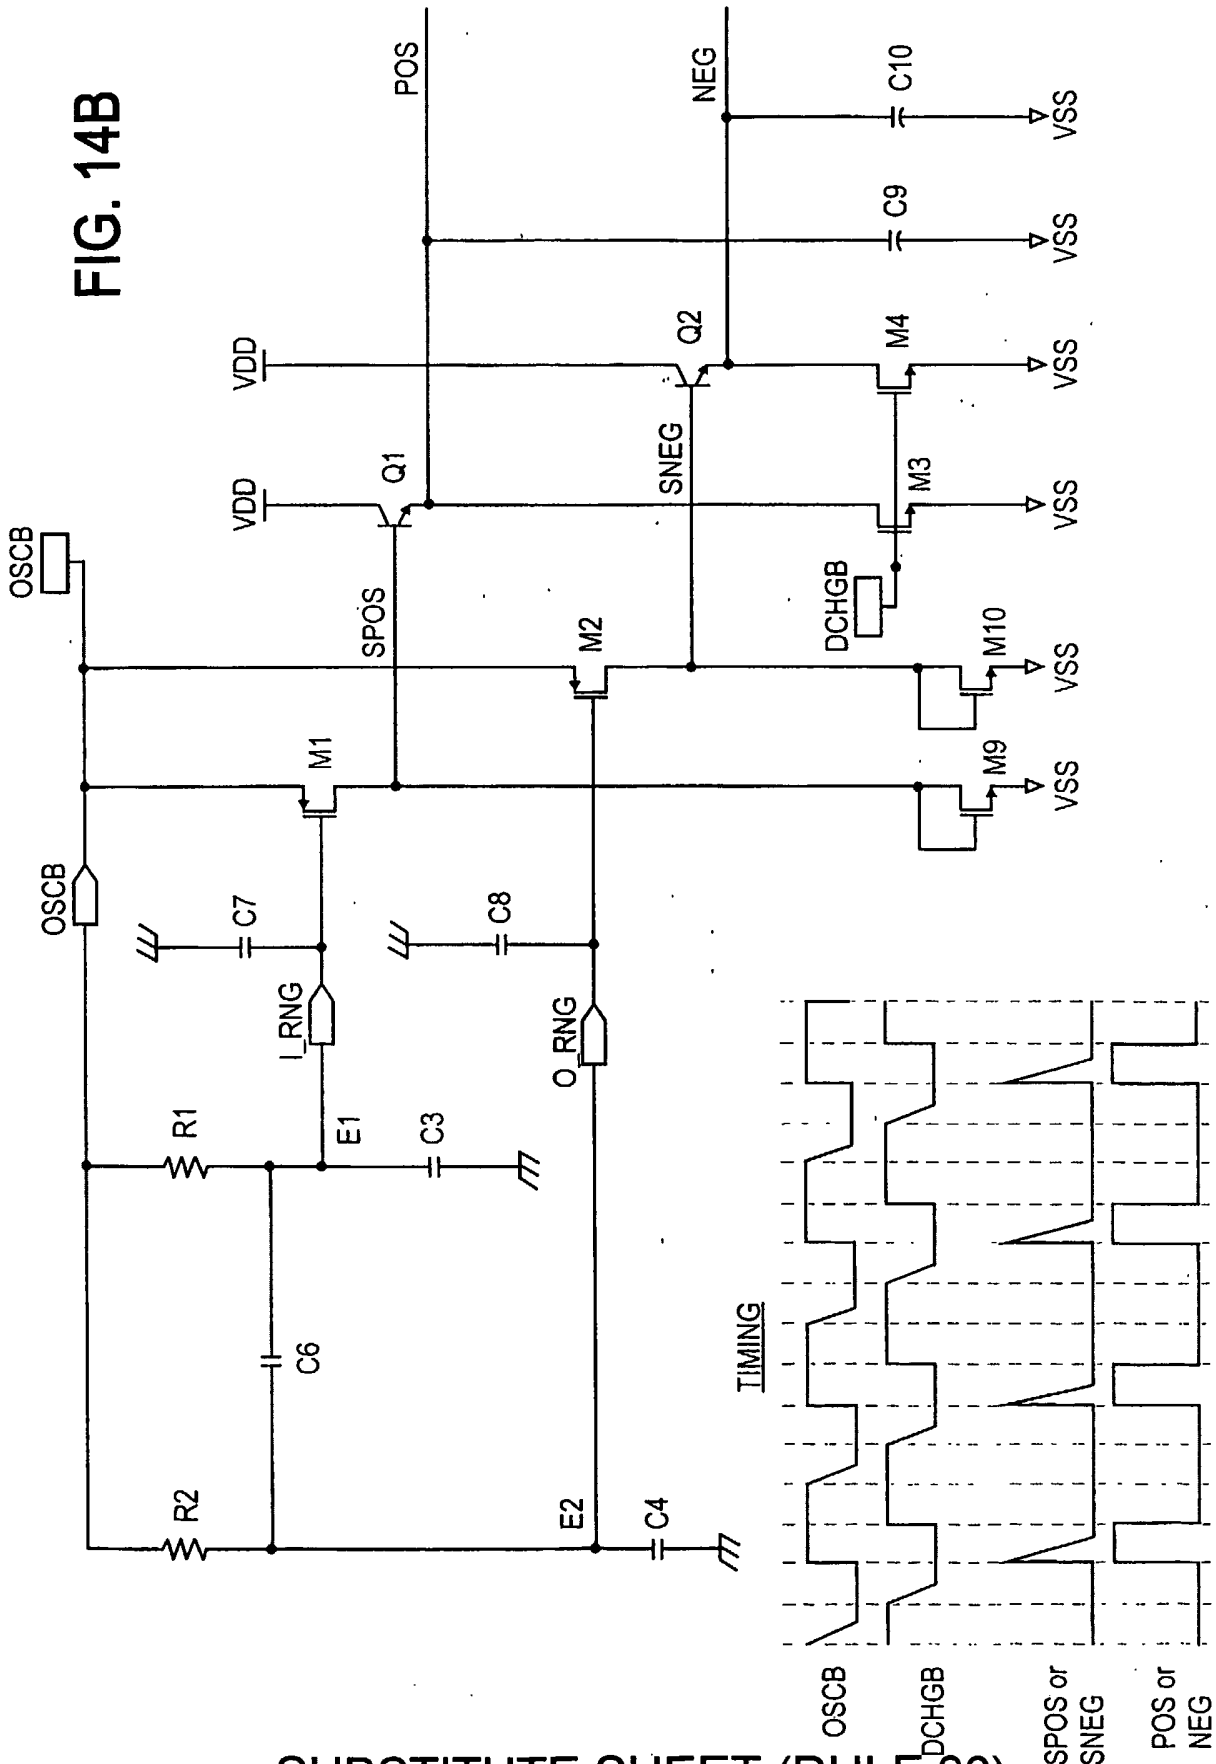 FIG. 14B
OSCB
OSCB
VDD
VDD
POS
R2
R1
I_RNG
C7
M1
SPOS
Q1
C6
E1
C3
O_RNG
C8
M2
SNEG
Q2
NEG
E2
C4
DCHGB
M3
M4
C9
C10
M9
M10
VSS
VSS
VSS
VSS
VSS
VSS
TIMING
OSCB
DCHGB
SPOS or
SNEG
POS or
NEG